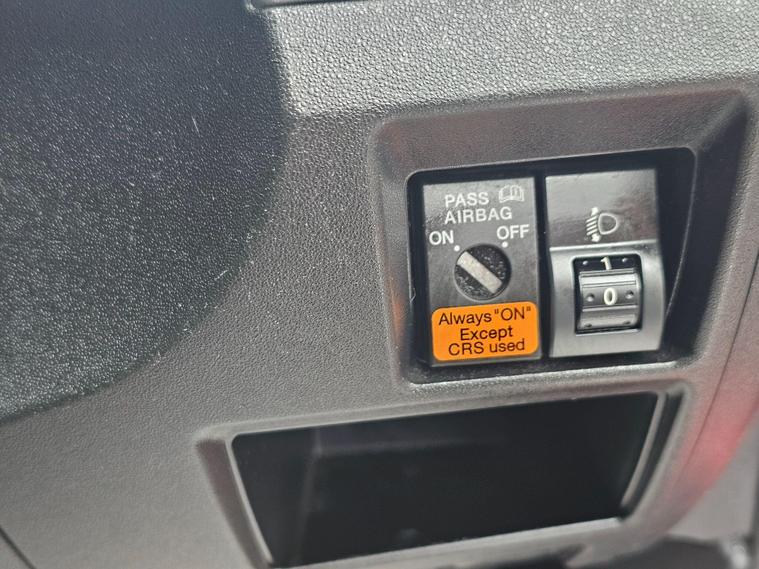 PASS
AIRBAG
ON OFF
Always "ON"
Except
CRS used
1
0